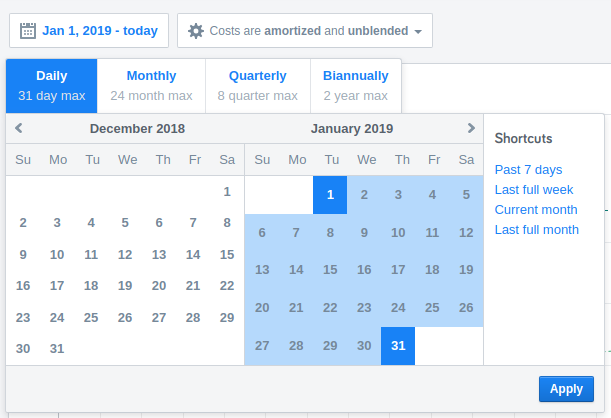 Jan 1, 2019 - today
Costs are amortized and unblended
Daily Monthly Quarterly Biannually
31 day max 24 month max 8 quarter max 2 year max
December 2018 January 2019
Su Mo Tu We Th Fr Sa Su Mo Tu We Th Fr Sa
1 1 2 3 4 5
2 3 4 5 6 7 8 6 7 8 9 10 11 12
9 10 11 12 13 14 15 13 14 15 16 17 18 19
16 17 18 19 20 21 22 20 21 22 23 24 25 26
23 24 25 26 27 28 29 27 28 29 30 31
30 31
Shortcuts
Past 7 days
Last full week
Current month
Last full month
Apply